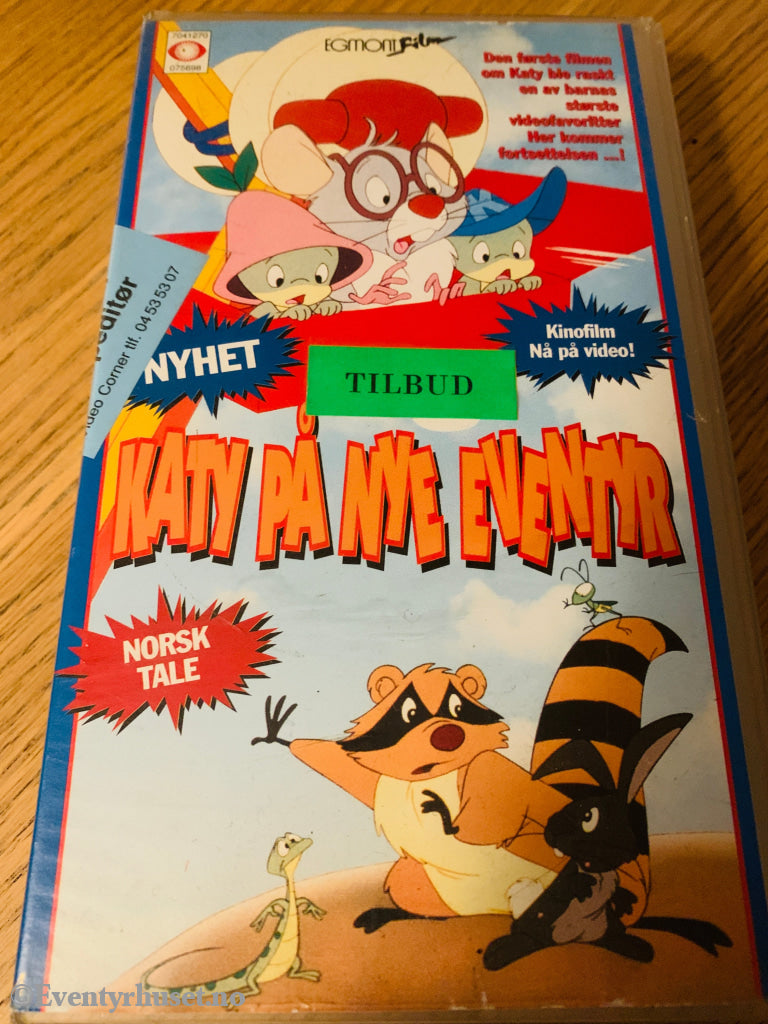 7041270
075698
EGMONT Film
Den første filmen
om Katy ble raskt
en av barnas
største
videofavoritter
Her kommer
fortsettelsen ...!
Video Corner tlf. 04 53 53 07
NYHET
Kinofilm
Nå på video!
TILBUD
KATY PÅ NYE EVENTYR
NORSK
TALE
©Eventyrhuset.no